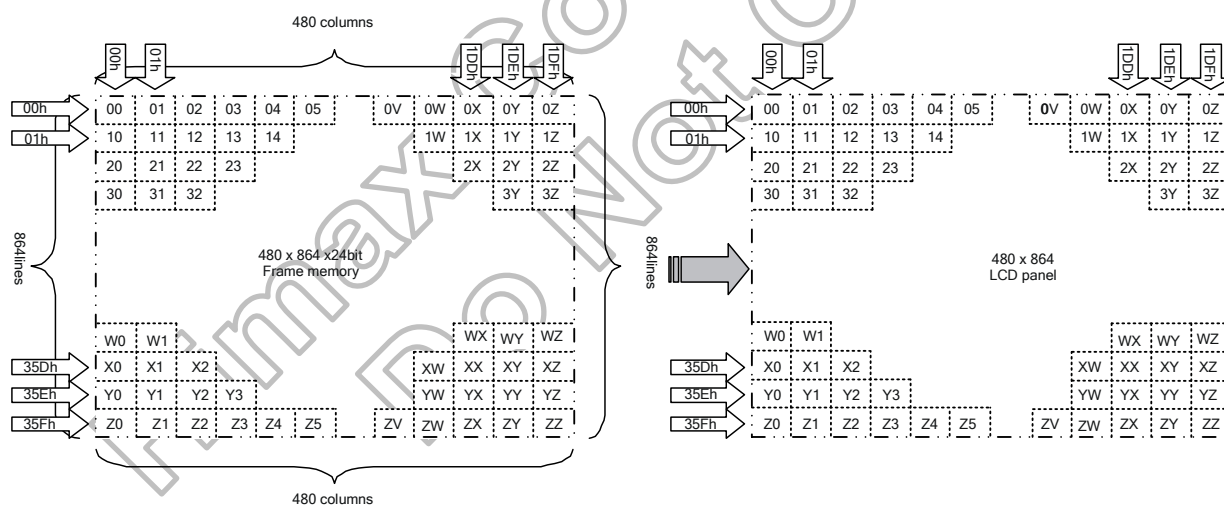 480 columns
00h 01h 1DDh 1DEh 1DFh 00h 01h 1DDh 1DEh 1DFh
00h 00 01 02 03 04 05 0V 0W 0X 0Y 0Z 00h 00 01 02 03 04 05 0V 0W 0X 0Y 0Z
01h 10 11 12 13 14 1W 1X 1Y 1Z 01h 10 11 12 13 14 1W 1X 1Y 1Z
20 21 22 23 2X 2Y 2Z 20 21 22 23 2X 2Y 2Z
30 31 32 3Y 3Z 30 31 32 3Y 3Z
864lines 480 x 864 x24bit 864lines 480 x 864
Frame memory LCD panel
W0 W1 WX WY WZ W0 W1 WX WY WZ
35Dh X0 X1 X2 XW XX XY XZ 35Dh X0 X1 X2 XW XX XY XZ
35Eh Y0 Y1 Y2 Y3 YW YX YY YZ 35Eh Y0 Y1 Y2 Y3 YW YX YY YZ
35Fh Z0 Z1 Z2 Z3 Z4 Z5 ZV ZW ZX ZY ZZ 35Fh Z0 Z1 Z2 Z3 Z4 Z5 ZV ZW ZX ZY ZZ
480 columns
Himax Co
Do Not